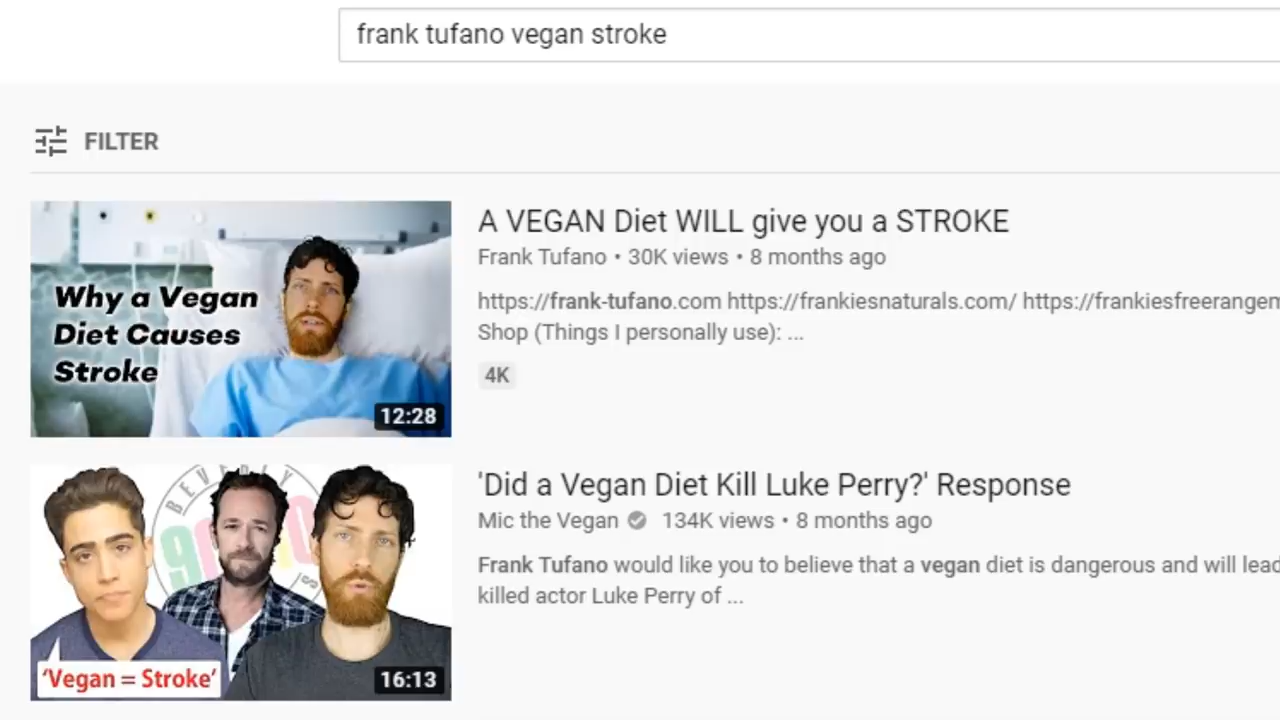 frank tufano vegan stroke
FILTER
Why a Vegan
Diet Causes
Stroke
12:28
A VEGAN Diet WILL give you a STROKE
Frank Tufano • 30K views • 8 months ago
https://frank-tufano.com https://frankiesnaturals.com/ https://frankiesfreerangem
Shop (Things I personally use): ...
4K
BEVERLY
90
'Vegan = Stroke'
16:13
'Did a Vegan Diet Kill Luke Perry?' Response
Mic the Vegan 134K views • 8 months ago
Frank Tufano would like you to believe that a vegan diet is dangerous and will lead
killed actor Luke Perry of ...